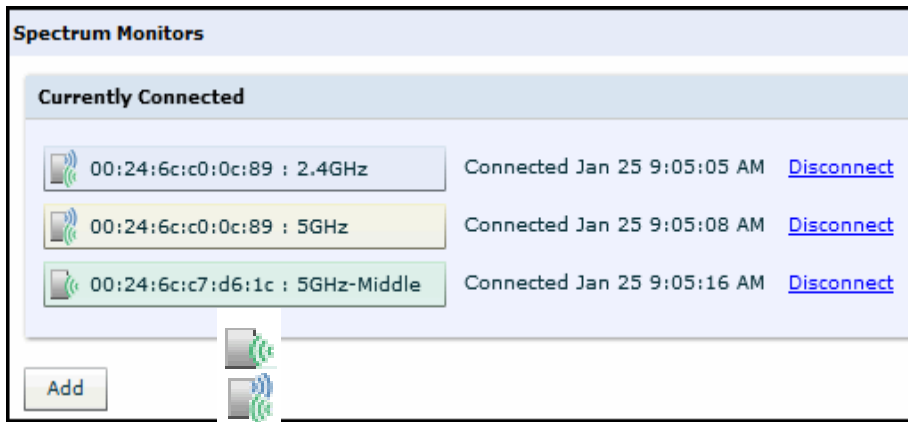 Spectrum Monitors
Currently Connected
00:24:6c:c0:0c:89 : 2.4GHz Connected Jan 25 9:05:05 AM Disconnect
00:24:6c:c0:0c:89 : 5GHz Connected Jan 25 9:05:08 AM Disconnect
00:24:6c:c7:d6:1c : 5GHz-Middle Connected Jan 25 9:05:16 AM Disconnect
Add